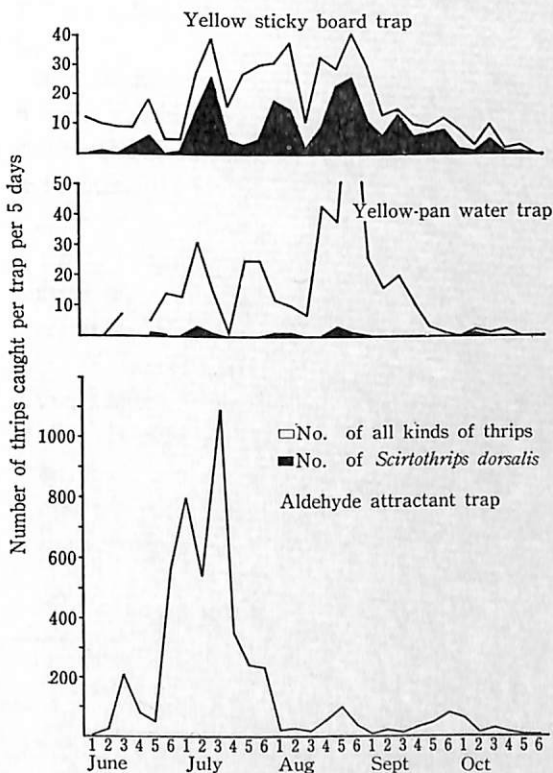 Yellow sticky board trap
40
30
20
10
Yellow-pan water trap
50
40
30
20
10
Number of thrips caught per trap per 5 days
□No. of all kinds of thrips
■No. of Scirtothrips dorsalis
Aldehyde attractant trap
1000
800
600
400
200
1 2 3 4 5 6 1 2 3 4 5 6 1 2 3 4 5 6 1 2 3 4 5 6 1 2 3 4 5 6
June July Aug Sept Oct